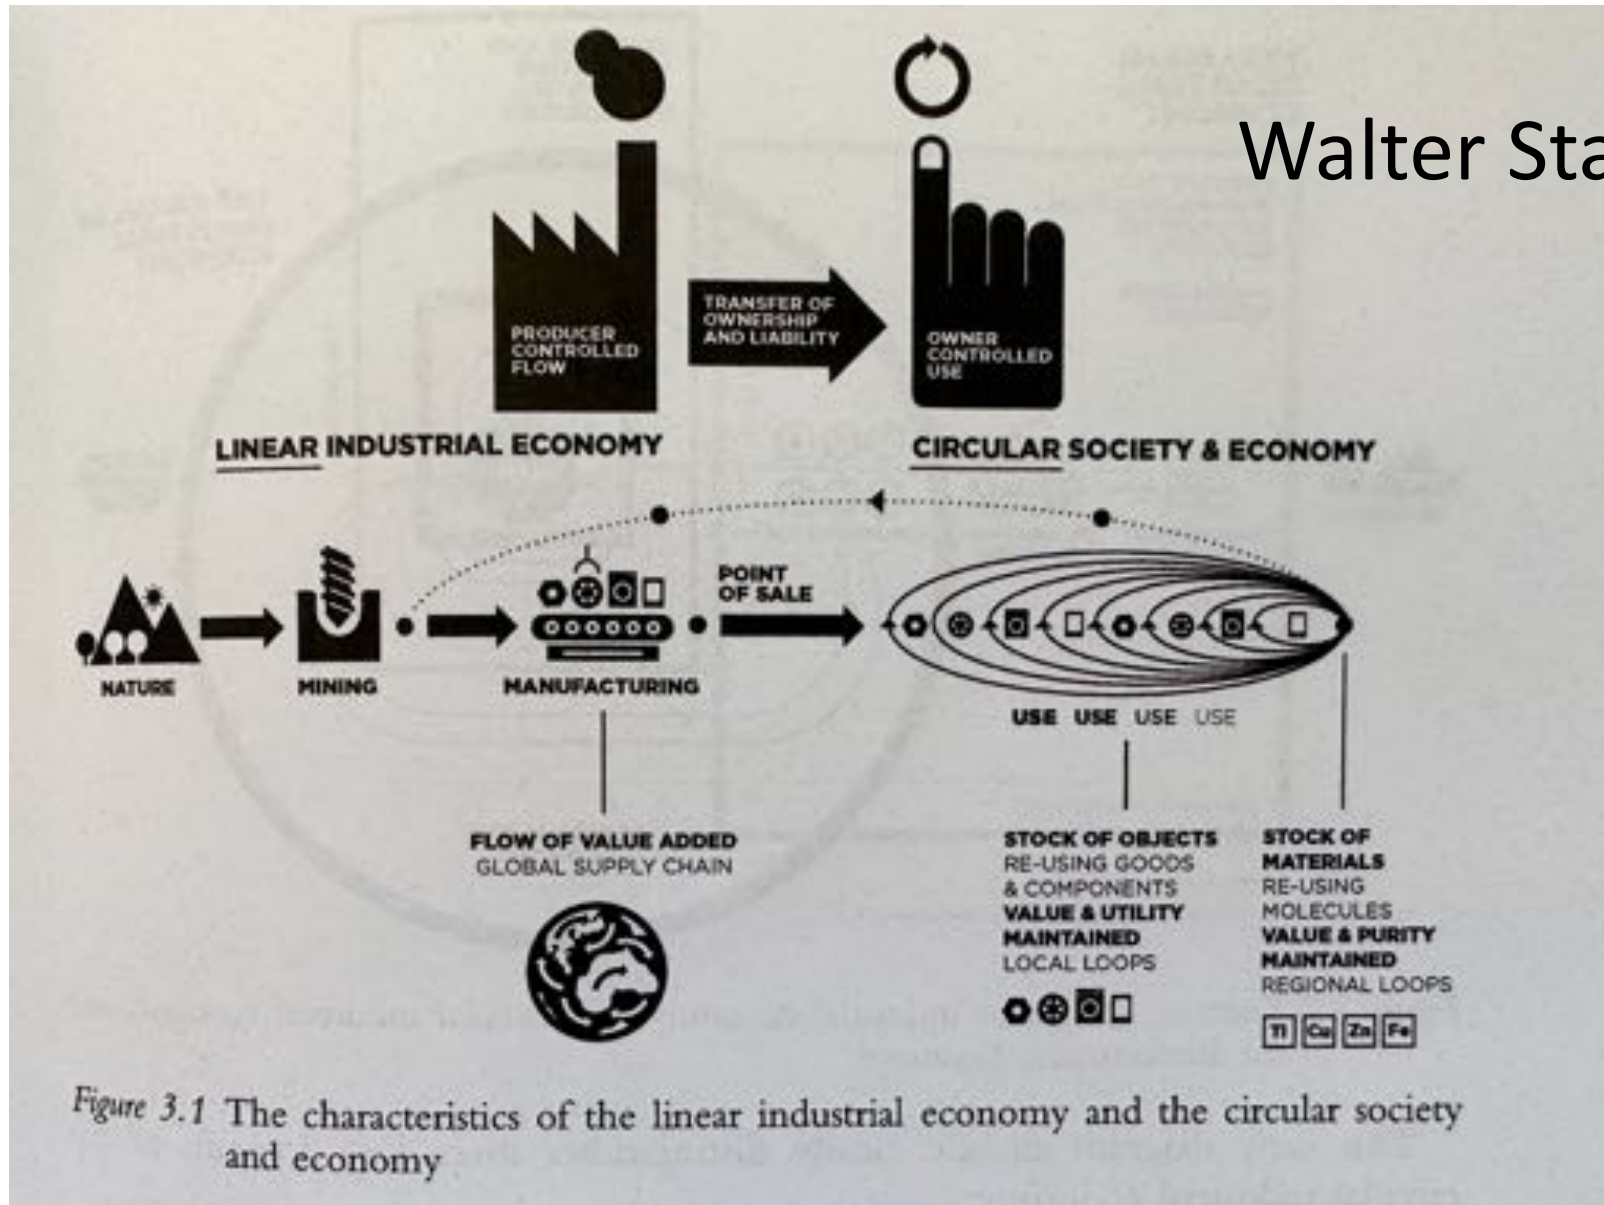 Walter Sta
PRODUCER
CONTROLLED
FLOW
TRANSFER OF
OWNERSHIP
AND LIABILITY
OWNER
CONTROLLED
USE
LINEAR INDUSTRIAL ECONOMY
CIRCULAR SOCIETY & ECONOMY
POINT
OF SALE
NATURE
MINING
MANUFACTURING
USE USE USE USE
FLOW OF VALUE ADDED
GLOBAL SUPPLY CHAIN
STOCK OF OBJECTS
RE-USING GOODS
& COMPONENTS
VALUE & UTILITY
MAINTAINED
LOCAL LOOPS
STOCK OF
MATERIALS
RE-USING
MOLECULES
VALUE & PURITY
MAINTAINED
REGIONAL LOOPS
TI Cu Zn Fe
Figure 3.1 The characteristics of the linear industrial economy and the circular society
and economy